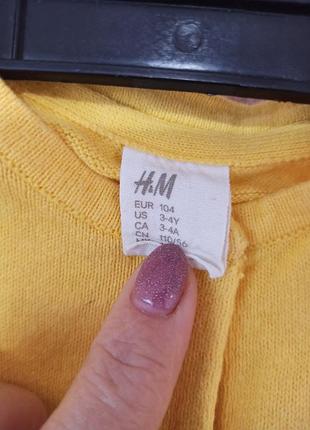 H&M
EUR 104
US 3-4Y
CA 3-4A
CN 110/56